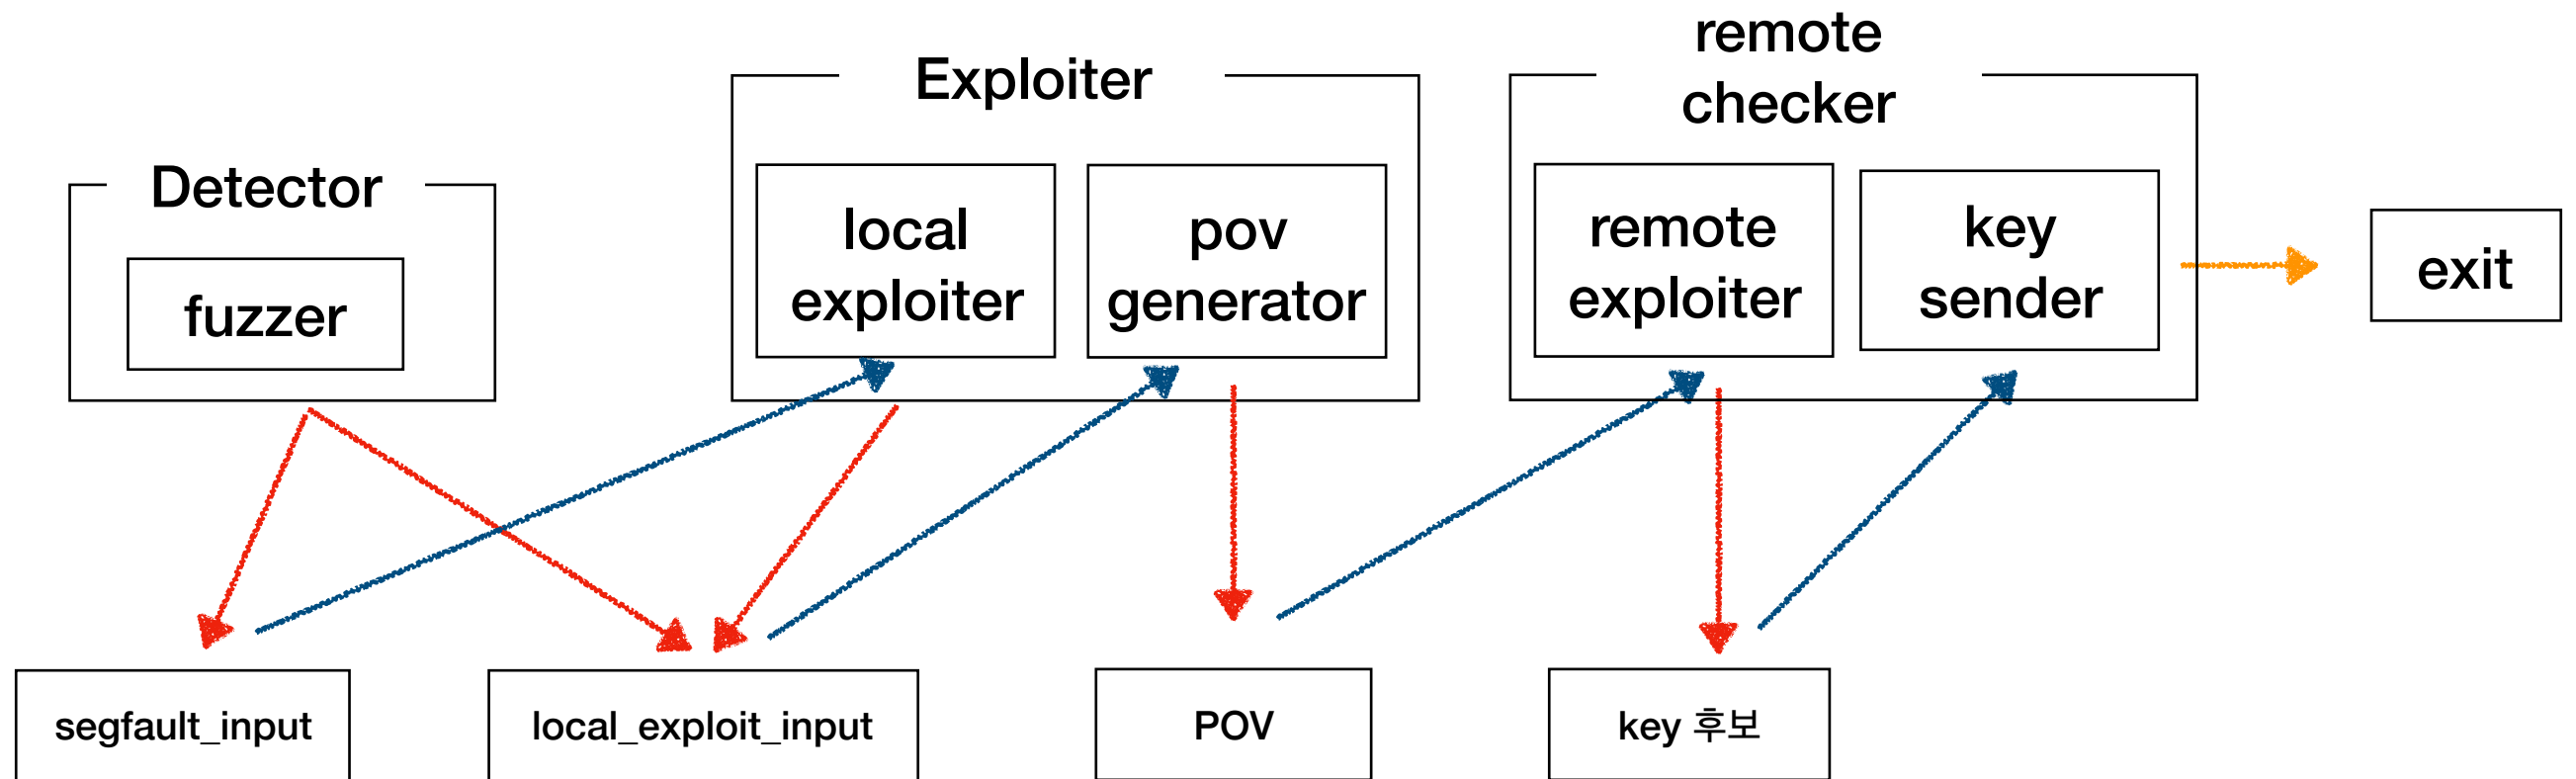 Detector
fuzzer
Exploiter
local
exploiter
pov
generator
remote
checker
remote
exploiter
key
sender
exit
segfault_input
local_exploit_input
POV
key 후보